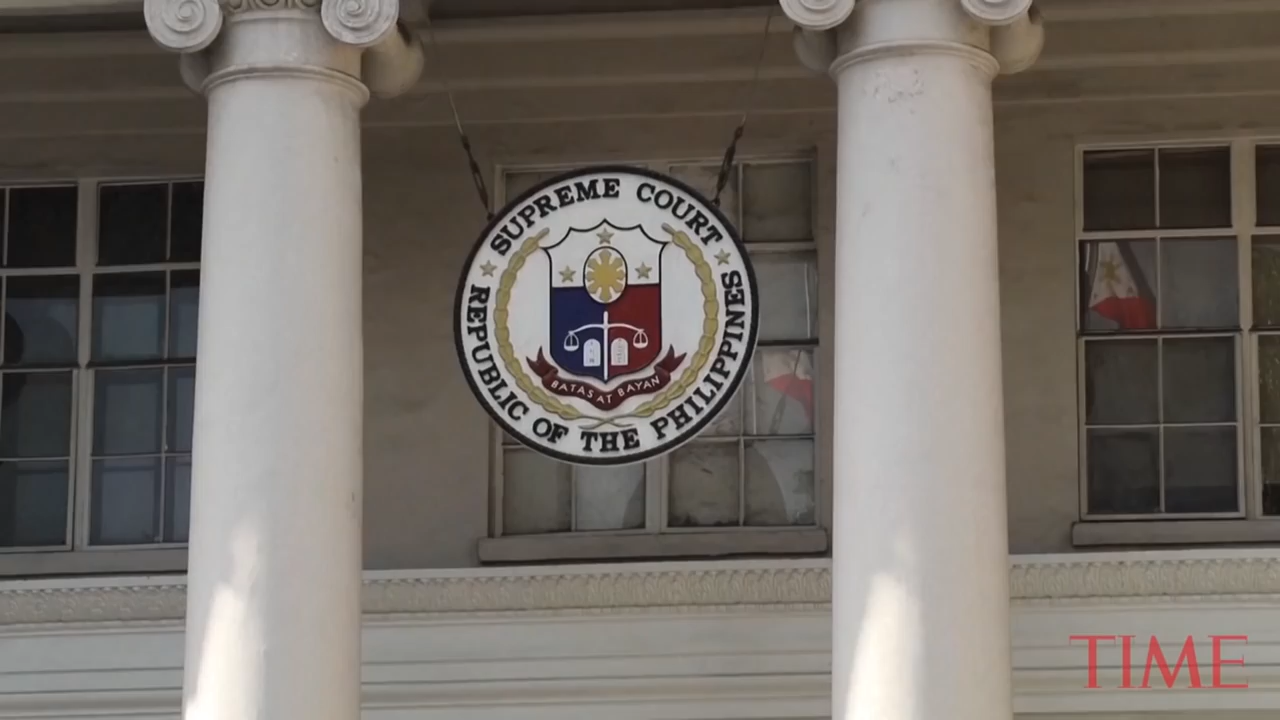 SUPREME COURT
REPUBLIC OF THE PHILIPPINES
BATAS AT BAYAN
TIME